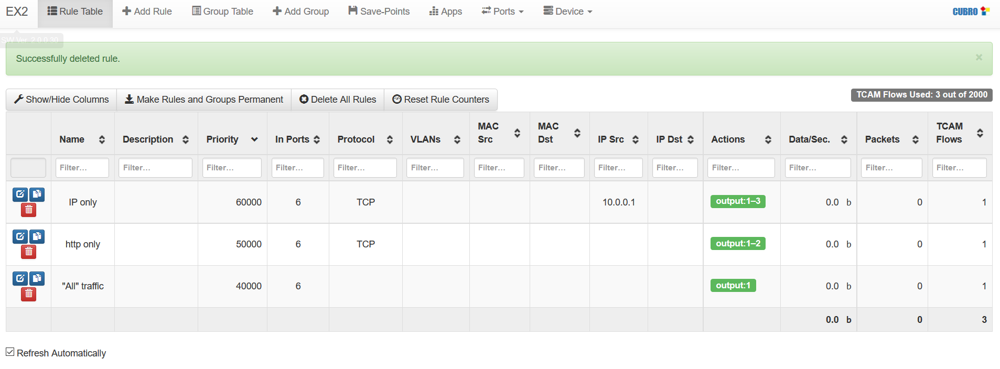 EX2 Rule Table Add Rule Group Table Add Group Save-Points Apps Ports Device CUBRO
SW Ver. 2.0.0.30
Successfully deleted rule.
×
Show/Hide Columns Make Rules and Groups Permanent Delete All Rules Reset Rule Counters TCAM Flows Used: 3 out of 2000
Name Description Priority In Ports Protocol VLANs MAC Src MAC Dst IP Src IP Dst Actions Data/Sec. Packets TCAM Flows
Filter... Filter... Filter... Filter... Filter... Filter... Filter... Filter... Filter... Filter... Filter... Filter... Filter... Filter...
IP only 60000 6 TCP 10.0.0.1 output:1–3 0.0 b 0 1
http only 50000 6 TCP output:1–2 0.0 b 0 1
"All" traffic 40000 6 output:1 0.0 b 0 1
0.0 b 0 3
Refresh Automatically